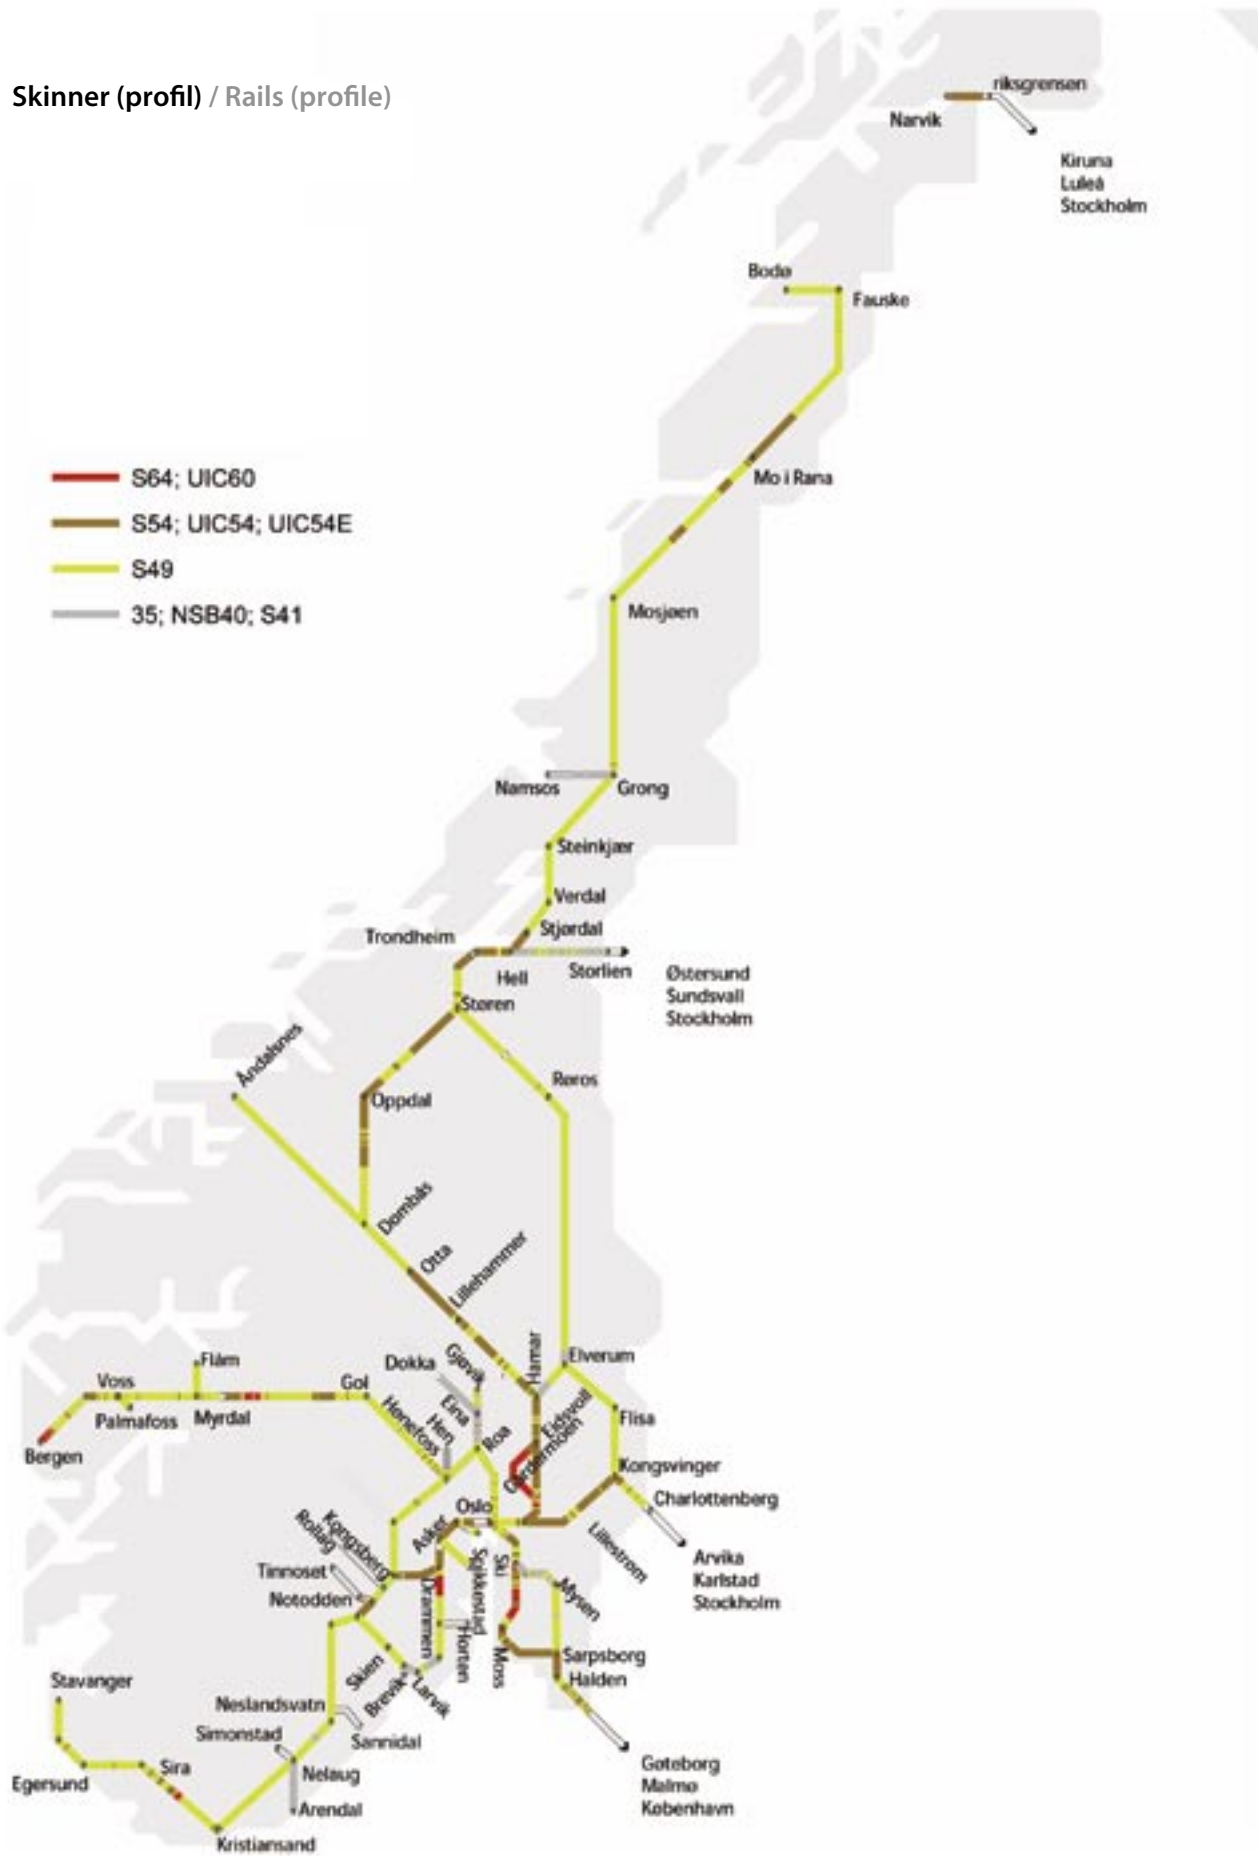 Skinner (profil) / Rails (profile)
riksgrensen
Narvik
Kiruna
Luleå
Stockholm
Bodø
Fauske
S64; UIC60
Mo i Rana
S54; UIC54; UIC54E
S49
35; NSB40; S41
Mosjøen
Namsos
Grong
Steinkjær
Verdal
Stjørdal
Trondheim
Hell
Storlien
Østersund
Sundsvall
Stockholm
Støren
Åndalsnes
Røros
Oppdal
Dombås
Otta
Lillehammer
Hamar
Elverum
Flåm
Dokka
Gjøvik
Voss
Gol
Palmafoss
Myrdal
Hønefoss
Hen
Eina
Roa
Eidsvoll
Gardermoen
Flisa
Bergen
Kongsvinger
Charlottenberg
Oslo
Asker
Kongsberg
Rollag
Ski
Lillestrøm
Arvika
Karlstad
Stockholm
Tinnoset
Notodden
Drammen
Spikkestad
Mysen
Horten
Moss
Sarpsborg
Halden
Skien
Brevik
Larvik
Stavanger
Neslandsvatn
Sannidal
Simonstad
Sira
Nelaug
Egersund
Arendal
Gøteborg
Malmø
København
Kristiansand